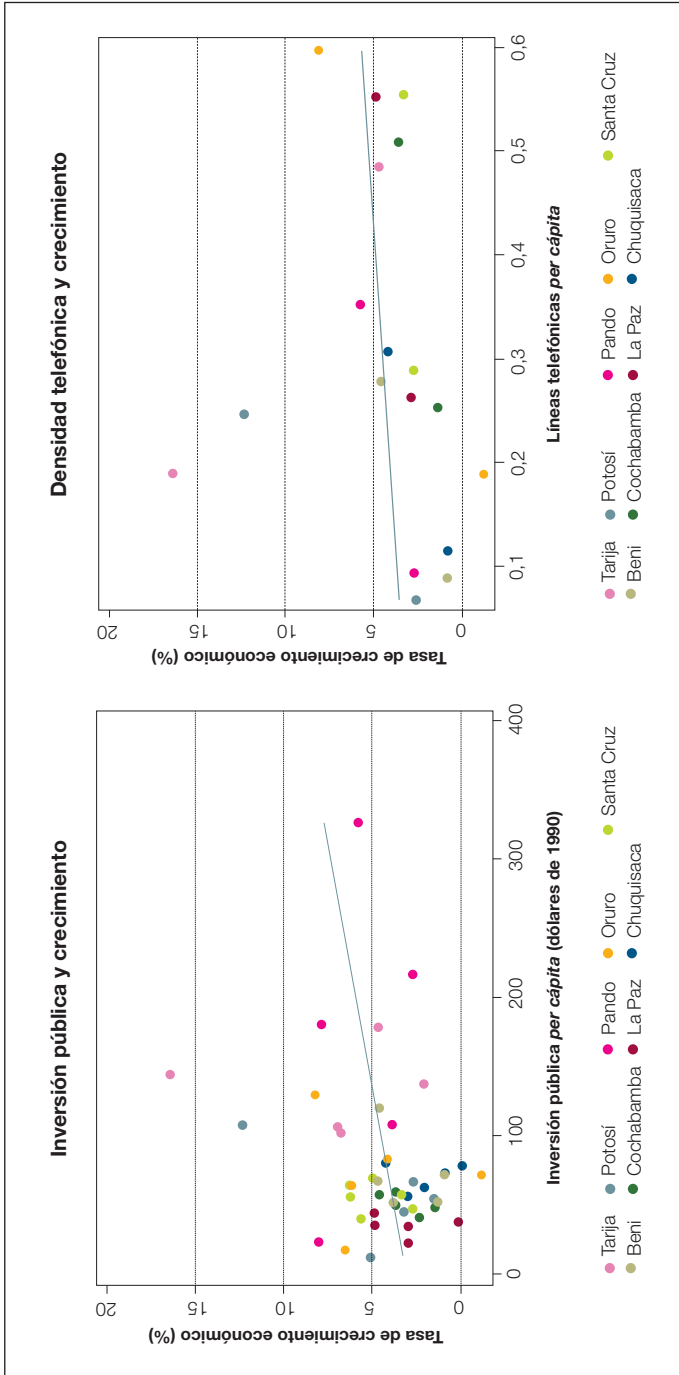 Inversión pública y crecimiento
Tasa de crecimiento económico (%)
20
15
10
5
0
0
100
200
300
400
Inversión pública per cápita (dólares de 1990)
Tarija
Potosí
Pando
Oruro
Santa Cruz
Beni
Cochabamba
La Paz
Chuquisaca
Densidad telefónica y crecimiento
Tasa de crecimiento económico (%)
20
15
10
5
0
0,1
0,2
0,3
0,4
0,5
0,6
Líneas telefónicas per cápita
Tarija
Potosí
Pando
Oruro
Santa Cruz
Beni
Cochabamba
La Paz
Chuquisaca